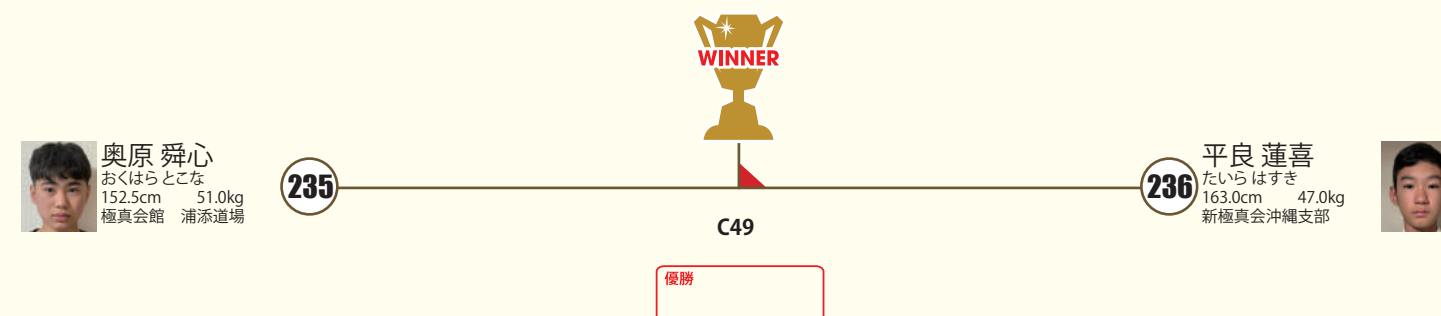 WINNER
奥原 舜心
おくはら とこな
152.5cm 51.0kg
極真会館 浦添道場
235
236
平良 蓮喜
たいら はすき
163.0cm 47.0kg
新極真会沖縄支部
C49
優勝